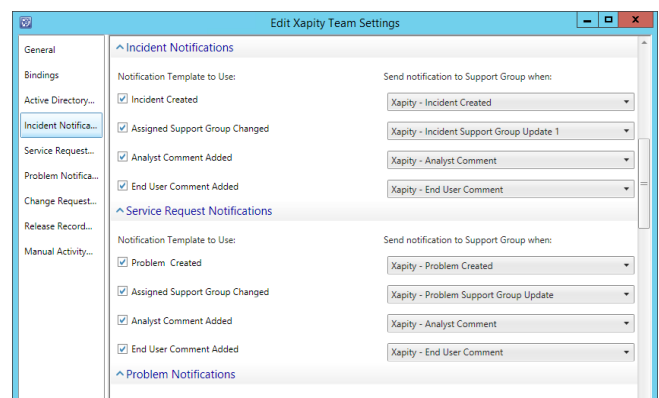 Edit Xapity Team Settings
General
Bindings
Active Directory...
Incident Notifica...
Service Request...
Problem Notifica...
Change Request...
Release Record...
Manual Activity...
Incident Notifications
Notification Template to Use: Send notification to Support Group when:
Incident Created Xapity - Incident Created
Assigned Support Group Changed Xapity - Incident Support Group Update 1
Analyst Comment Added Xapity - Analyst Comment
End User Comment Added Xapity - End User Comment
Service Request Notifications
Notification Template to Use: Send notification to Support Group when:
Problem Created Xapity - Problem Created
Assigned Support Group Changed Xapity - Problem Support Group Update
Analyst Comment Added Xapity - Analyst Comment
End User Comment Added Xapity - End User Comment
Problem Notifications